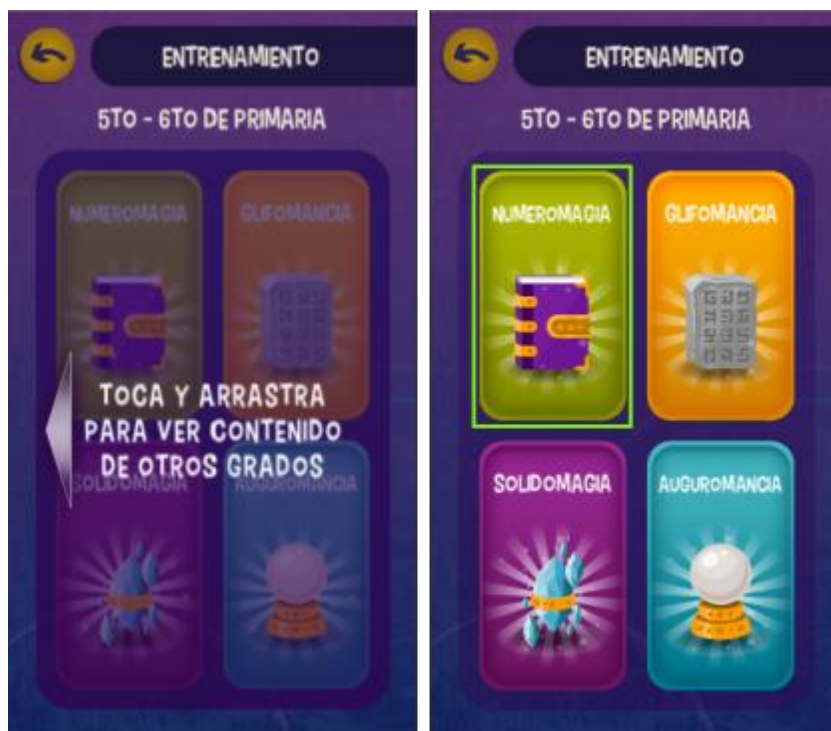 ENTRENAMIENTO
5TO - 6TO DE PRIMARIA
NUMEROMAGIA
GLIFOMANCIA
TOCA Y ARRASTRA
PARA VER CONTENIDO
DE OTROS GRADOS
SOLIDOMAGIA
AUGUROMANCIA
ENTRENAMIENTO
5TO - 6TO DE PRIMARIA
NUMEROMAGIA
GLIFOMANCIA
SOLIDOMAGIA
AUGUROMANCIA